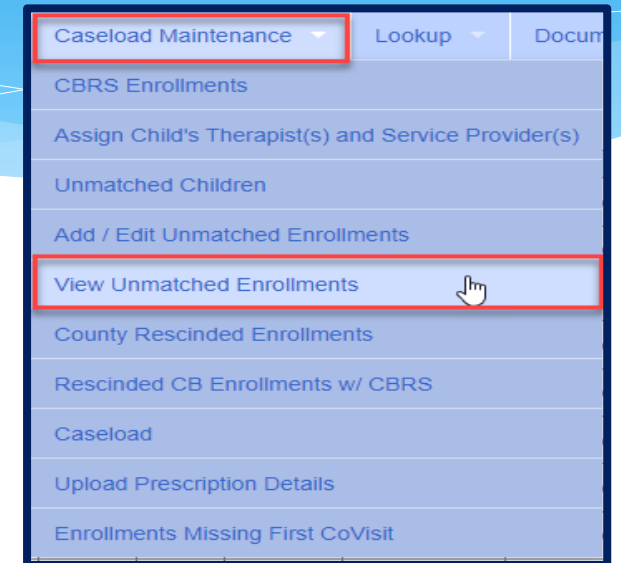 Caseload Maintenance Lookup Docum
CBRS Enrollments
Assign Child's Therapist(s) and Service Provider(s)
Unmatched Children
Add / Edit Unmatched Enrollments
View Unmatched Enrollments
County Rescinded Enrollments
Rescinded CB Enrollments w/ CBRS
Caseload
Upload Prescription Details
Enrollments Missing First CoVisit